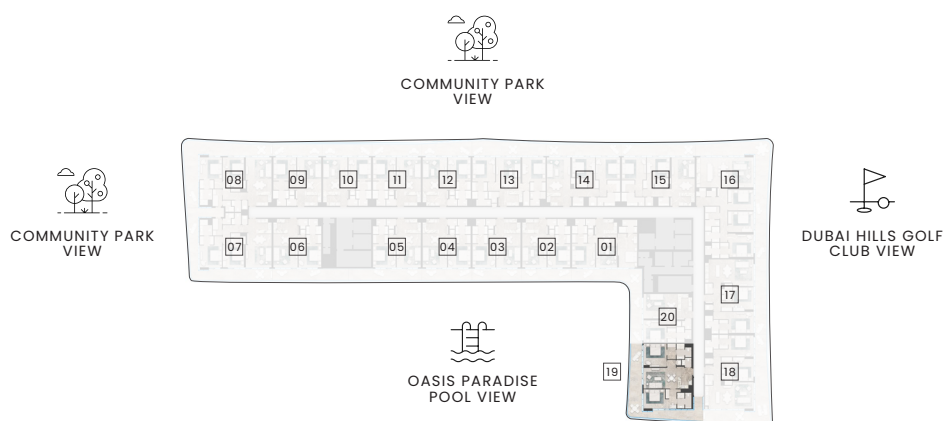 COMMUNITY PARK
VIEW
COMMUNITY PARK
VIEW
08
09
10
11
12
13
14
15
16
07
06
05
04
03
02
01
DUBAI HILLS GOLF
CLUB VIEW
17
20
OASIS PARADISE
POOL VIEW
19
18